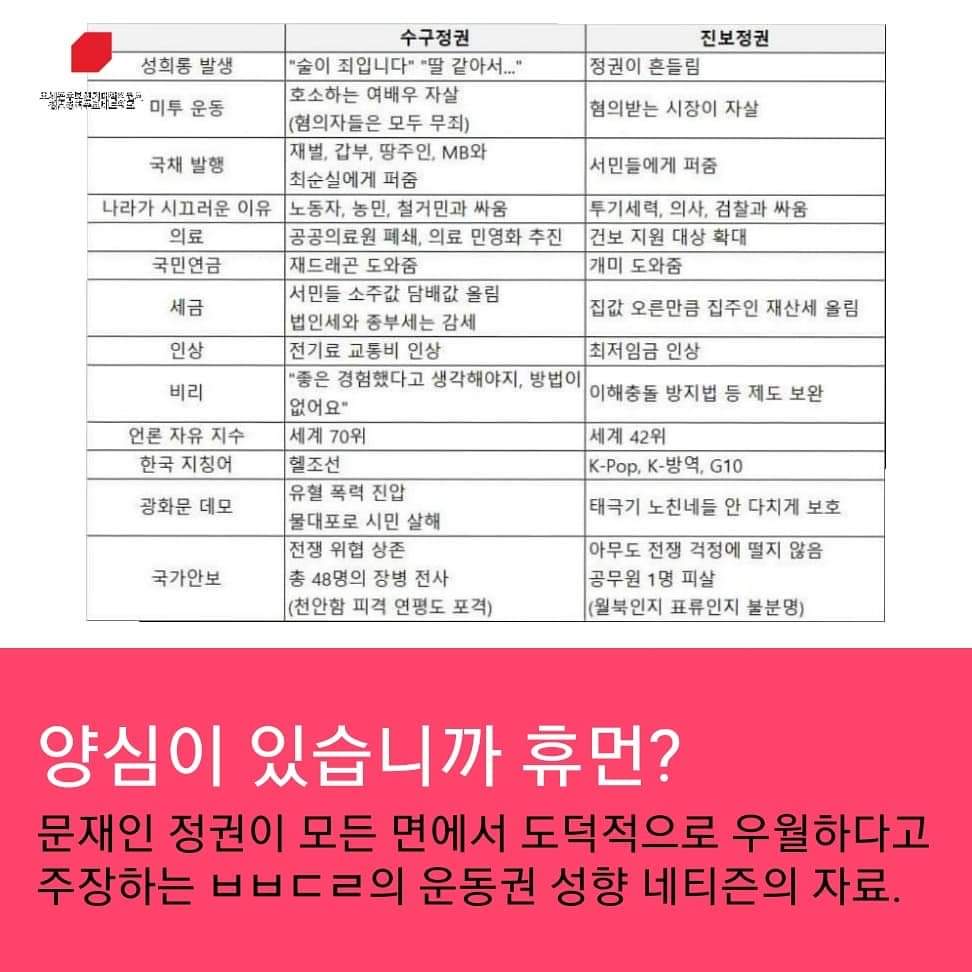 수구정권 진보정권
성희롱 발생 "술이 죄입니다" "딸 같아서..." 정권이 흔들림
미투 운동 호소하는 여배우 자살 혐의받는 시장이 자살
(혐의자들은 모두 무죄)
국채 발행 재벌, 갑부, 땅주인, MB와 서민들에게 퍼줌
최순실에게 퍼줌
나라가 시끄러운 이유 노동자, 농민, 철거민과 싸움 투기세력, 의사, 검찰과 싸움
의료 공공의료원 폐쇄, 의료 민영화 추진 건보 지원 대상 확대
국민연금 재드래곤 도와줌 개미 도와줌
세금 서민들 소주값 담배값 올림 집값 오른만큼 집주인 재산세 올림
법인세와 종부세는 감세
인상 전기료 교통비 인상 최저임금 인상
비리 "좋은 경험했다고 생각해야지, 방법이 이해충돌 방지법 등 제도 보완
없어요"
언론 자유 지수 세계 70위 세계 42위
한국 지칭어 헬조선 K-Pop, K-방역, G10
광화문 데모 유혈 폭력 진압 태극기 노친네들 안 다치게 보호
물대포로 시민 살해
국가안보 전쟁 위협 상존 아무도 전쟁 걱정에 떨지 않음
총 48명의 장병 전사 공무원 1명 피살
(천안함 피격 연평도 포격) (월북인지 표류인지 불분명)
양심이 있습니까 휴먼?
문재인 정권이 모든 면에서 도덕적으로 우월하다고
주장하는 ㅂㅂㄷㄹ의 운동권 성향 네티즌의 자료.